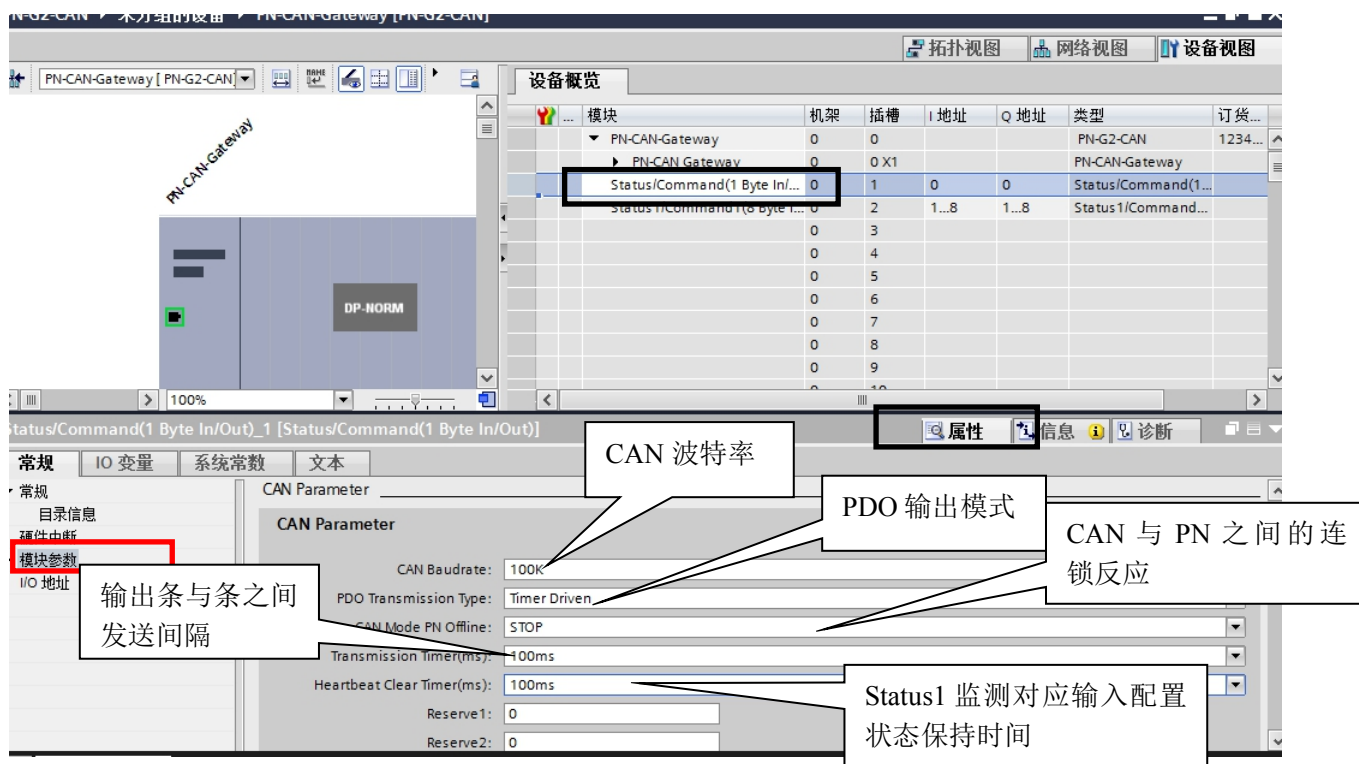 N-G2-CAN ▸ 未分组的设备 ▸ PN-CAN-Gateway [PN-G2-CAN]
拓扑视图 网络视图 设备视图
PN-CAN-Gateway [PN-G2-CAN]
设备概览
... 模块 机架 插槽 I 地址 Q 地址 类型 订货...
PN-CAN-Gateway 0 0 PN-G2-CAN 1234...
PN-CAN Gateway 0 0 X1 PN-CAN-Gateway
Status/Command(1 Byte In/... 0 1 0 0 Status/Command(1...
Status1/Command1(8 Byte I... 0 2 1...8 1...8 Status1/Command...
0 3
0 4
0 5
0 6
0 7
0 8
0 9
0 10
PN-CAN-Gateway
DP-NORM
100%
Status/Command(1 Byte In/Out)_1 [Status/Command(1 Byte In/Out)]
属性 信息 诊断
常规 IO 变量 系统常数 文本
常规
目录信息
硬件中断
模块参数
I/O 地址
CAN Parameter
CAN Parameter
CAN Baudrate: 100K
PDO Transmission Type: Timer Driven
CAN Mode PN Offline: STOP
Transmission Timer(ms): 100ms
Heartbeat Clear Timer(ms): 100ms
Reserve1: 0
Reserve2: 0
CAN 波特率
PDO 输出模式
CAN 与 PN 之间的连
锁反应
输出条与条之间
发送间隔
Status1 监测对应输入配置
状态保持时间